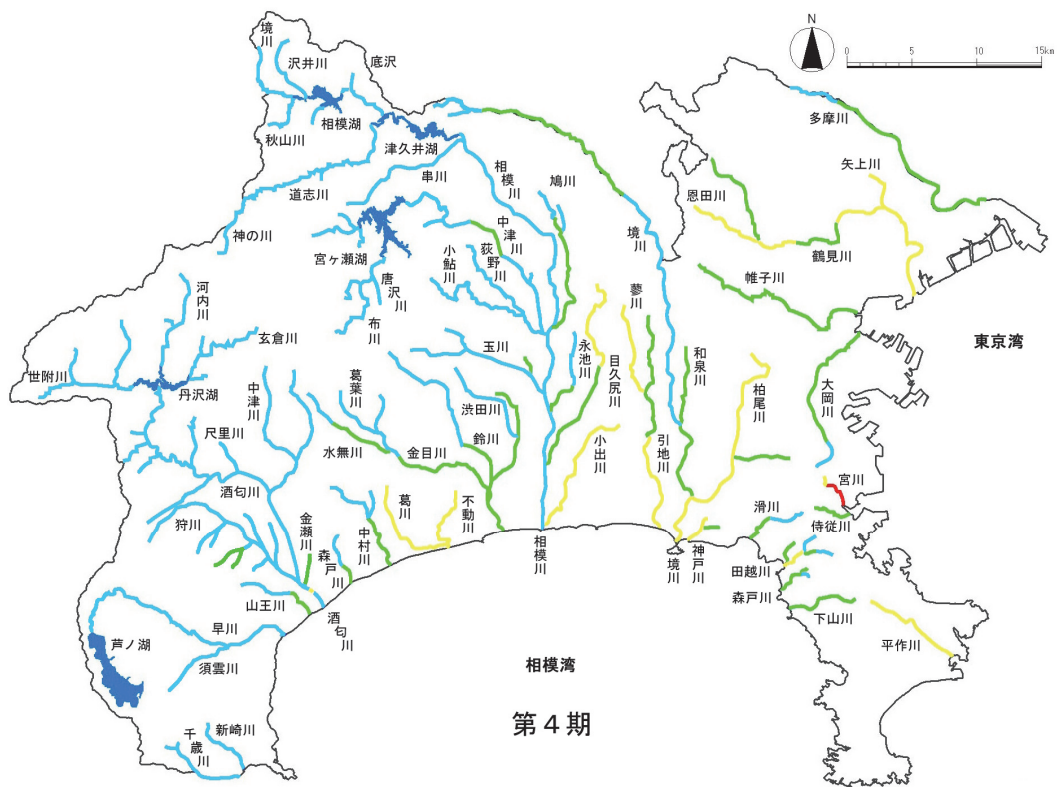 N
0
5
10
15km
境川
沢井川
底沢
相模湖
秋山川
津久井湖
道志川
串川
神の川
相模川
鳩川
中津川
荻野川
小鮎川
宮ヶ瀬湖
唐沢川
布川
多摩川
矢上川
恩田川
鶴見川
境川
帷子川
東京湾
河内川
玄倉川
世附川
丹沢湖
中津川
尺里川
葛葉川
玉川
渋田川
鈴川
水無川
金目川
永池川
目久尻川
蓼川
小出川
引地川
和泉川
柏尾川
大岡川
宮川
侍従川
滑川
酒匂川
狩川
金瀬川
森戸川
中村川
葛川
不動川
相模川
境川
神戸川
田越川
森戸川
下山川
平作川
山王川
酒匂川
早川
芦ノ湖
須雲川
相模湾
第4期
新崎川
千歳川